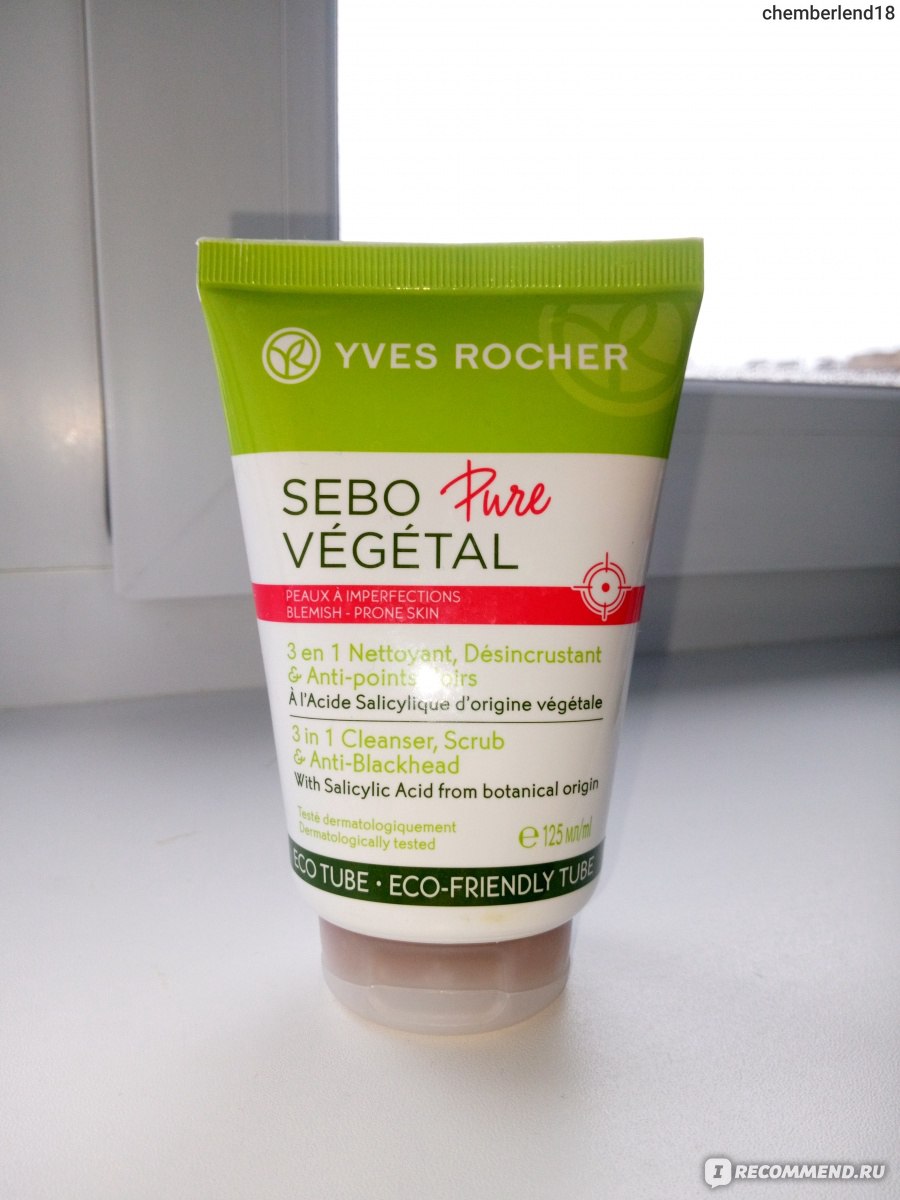 chemberlend18
YVES ROCHER
SEBO Pure
VÉGÉTAL
PEAUX À IMPERFECTIONS
BLEMISH - PRONE SKIN
3 en 1 Nettoyant, Désincrustant
& Anti-points
À l'Acide Salicylique d'origine végétale
3 in 1 Cleanser, Scrub
& Anti-Blackhead
With Salicylic Acid from botanical origin
Testé dermatologiquement
Dermatologically tested
℮ 125 мл/ml
ECO TUBE • ECO-FRIENDLY TUBE
IRECOMMEND.RU